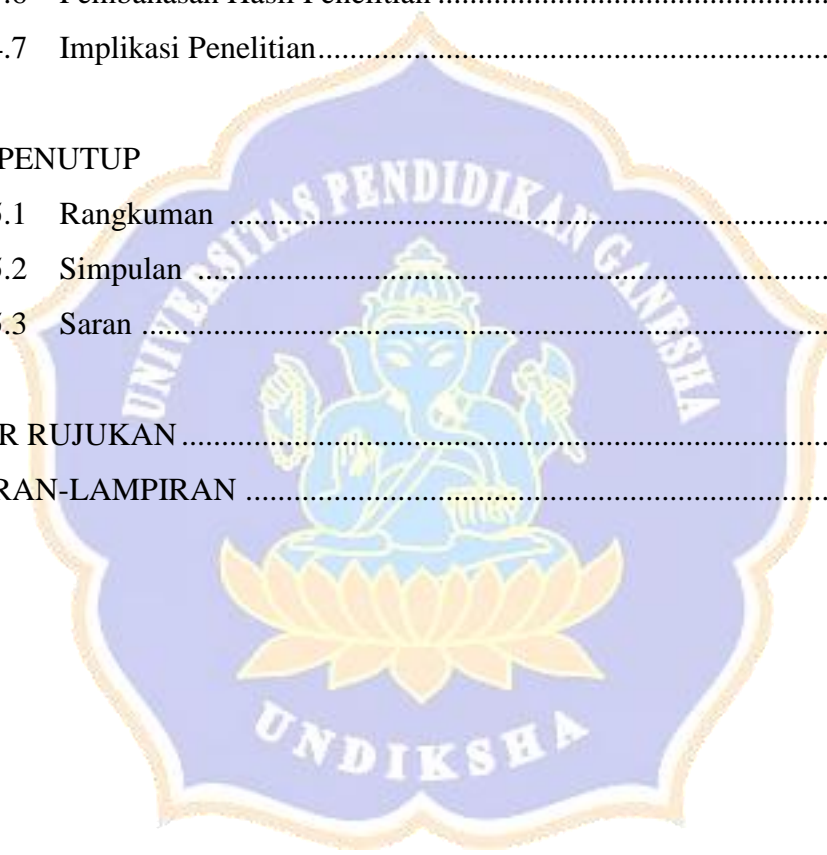 Pembahasan Hasil Penelitian ........................................
4.7 Implikasi Penelitian........................................
PENUTUP
5.1 Rangkuman ........................................
5.2 Simpulan ........................................
5.3 Saran ........................................
R RUJUKAN........................................
RAN-LAMPIRAN ........................................
UNIVERSITAS PENDIDIKAN GANESHA
UNDIKSHA